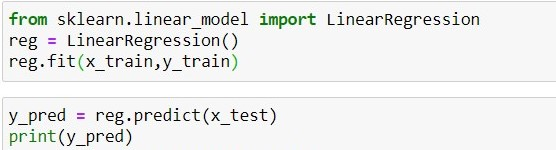 from sklearn.linear_model import LinearRegression
reg = LinearRegression()
reg.fit(x_train,y_train)
y_pred = reg.predict(x_test)
print(y_pred)